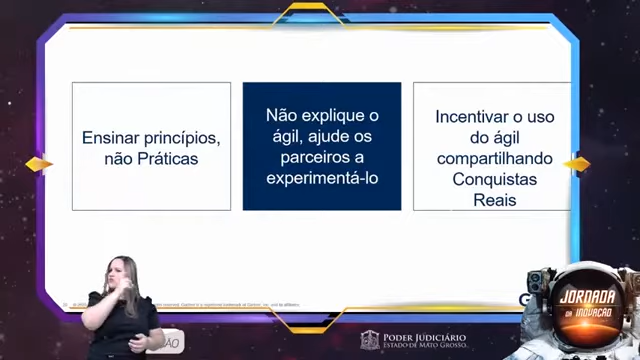 Ensinar princípios,
não Práticas
Não explique o
ágil, ajude os
parceiros a
experimentá-lo
Incentivar o uso
do ágil
compartilhando
Conquistas
Reais
G
JORNADA
DA INOVAÇÃO
PODER JUDICIÁRIO
ESTADO DE MATO GROSSO